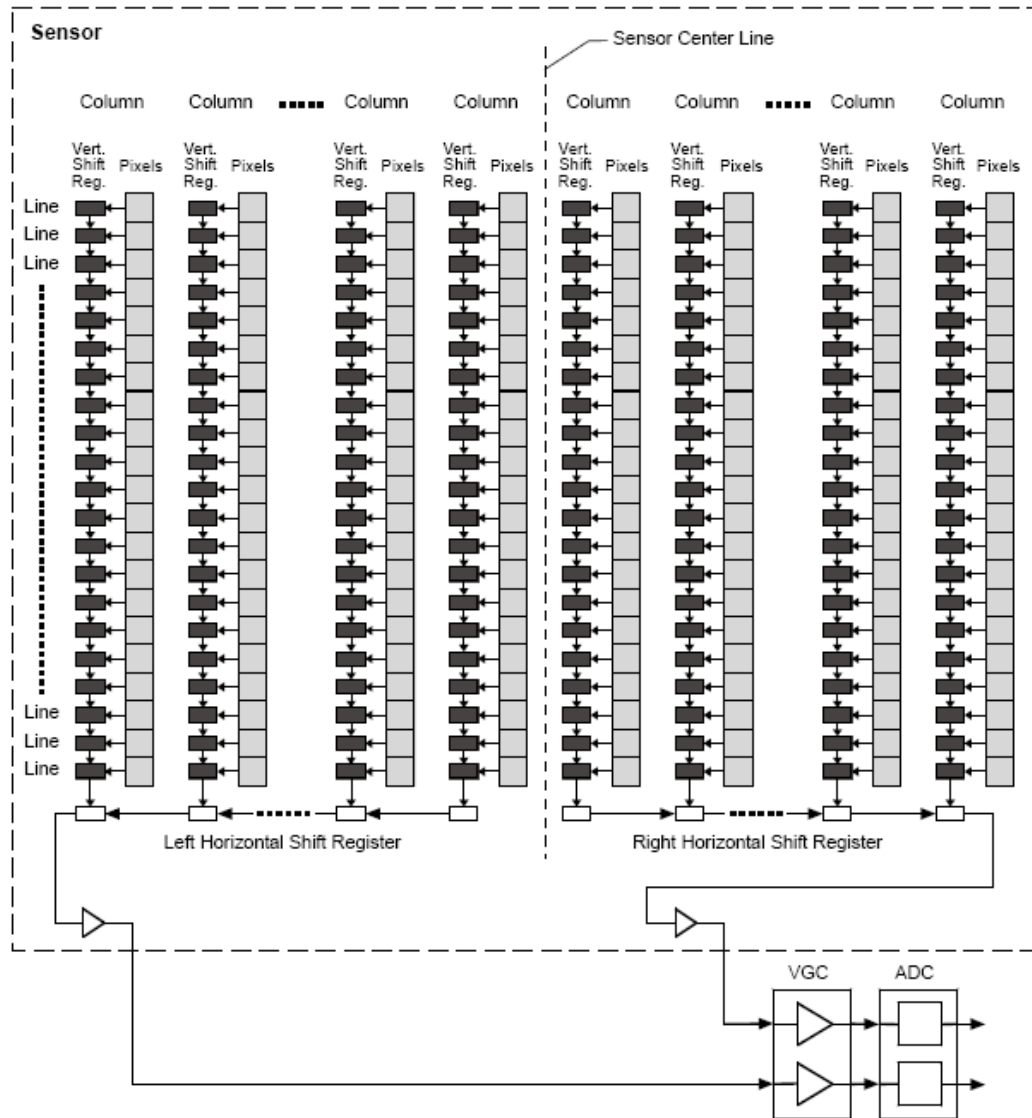 Sensor
Sensor Center Line
Column Column Column Column Column Column Column Column
Vert. Shift Reg. Pixels Vert. Shift Reg. Pixels Vert. Shift Reg. Pixels Vert. Shift Reg. Pixels Vert. Shift Reg. Pixels Vert. Shift Reg. Pixels Vert. Shift Reg. Pixels Vert. Shift Reg. Pixels
Line
Line
Line
Line
Line
Line
Left Horizontal Shift Register Right Horizontal Shift Register
VGC ADC